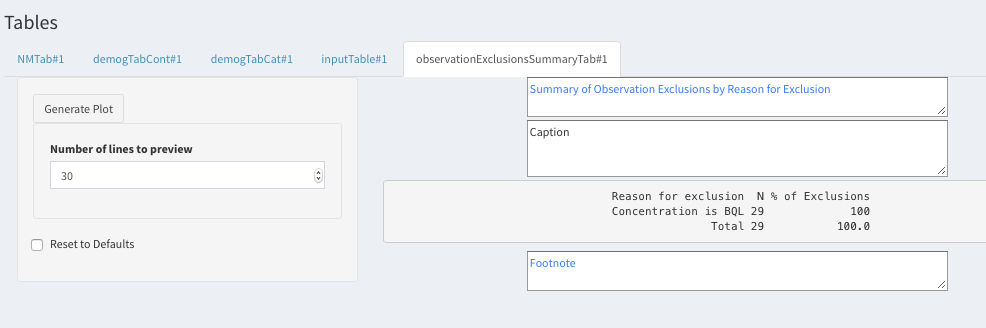 Tables
NMTab#1 demogTabCont#1 demogTabCat#1 inputTable#1 observationExclusionsSummaryTab#1
Generate Plot
Number of lines to preview
30
Reset to Defaults
Summary of Observation Exclusions by Reason for Exclusion
Caption
Reason for exclusion N % of Exclusions
Concentration is BQL 29 100
Total 29 100.0
Footnote